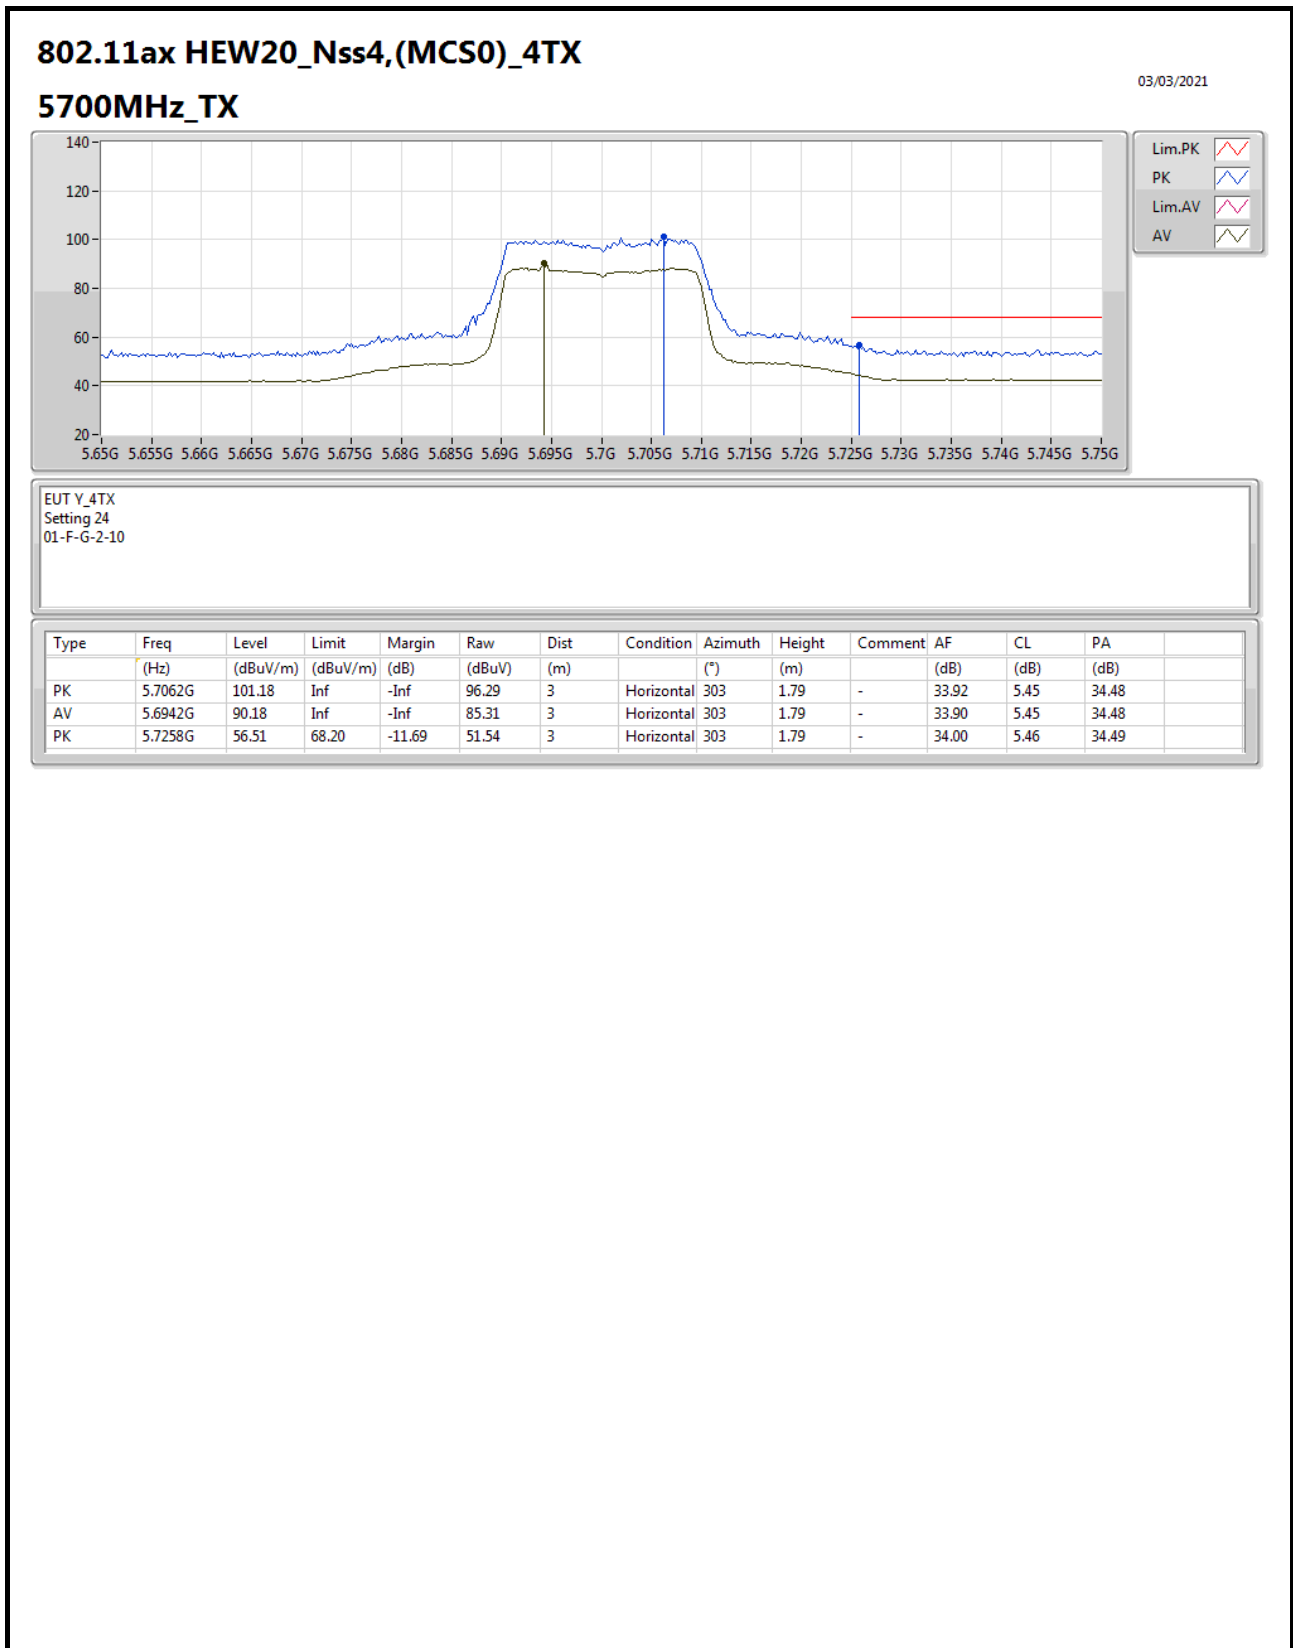 802.11ax HEW20_Nss4,(MCS0)_4TX
03/03/2021
5700MHz_TX
140
120
100
80
60
40
20
5.65G 5.655G 5.66G 5.665G 5.67G 5.675G 5.68G 5.685G 5.69G 5.695G 5.7G 5.705G 5.71G 5.715G 5.72G 5.725G 5.73G 5.735G 5.74G 5.745G 5.75G
Lim.PK
PK
Lim.AV
AV
EUT Y_4TX
Setting 24
01-F-G-2-10
Type Freq Level Limit Margin Raw Dist Condition Azimuth Height Comment AF CL PA
(Hz) (dBuV/m) (dBuV/m) (dB) (dBuV) (m) (°) (m) (dB) (dB) (dB)
PK 5.7062G 101.18 Inf -Inf 96.29 3 Horizontal 303 1.79 - 33.92 5.45 34.48
AV 5.6942G 90.18 Inf -Inf 85.31 3 Horizontal 303 1.79 - 33.90 5.45 34.48
PK 5.7258G 56.51 68.20 -11.69 51.54 3 Horizontal 303 1.79 - 34.00 5.46 34.49